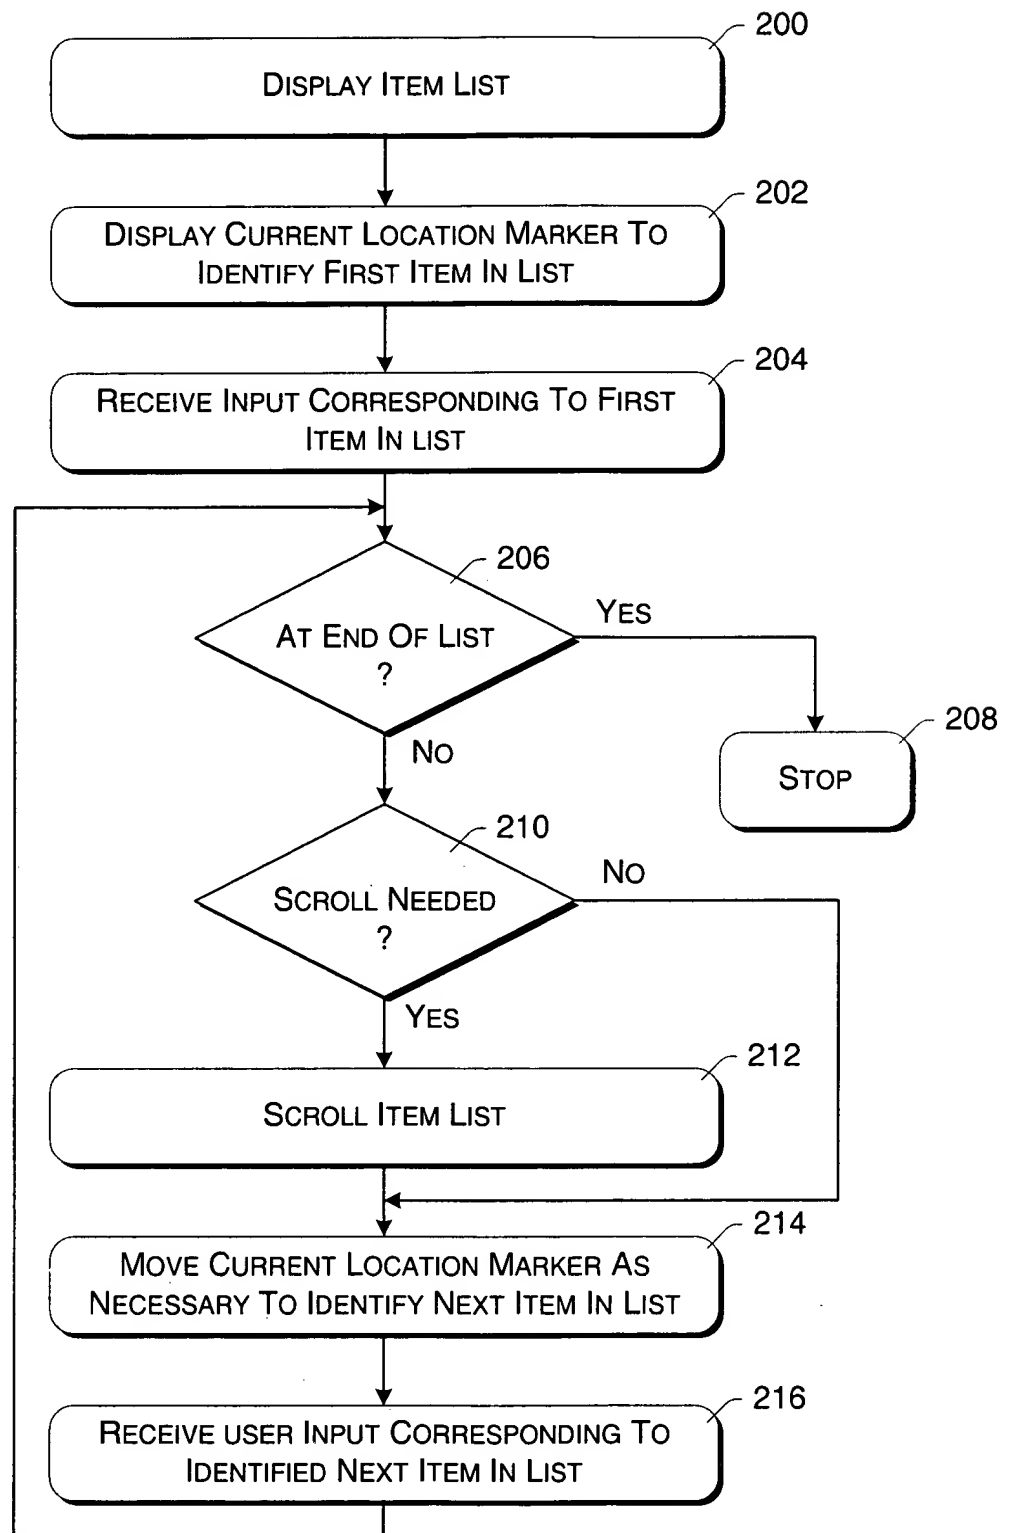 200
DISPLAY ITEM LIST
202
DISPLAY CURRENT LOCATION MARKER TO
IDENTIFY FIRST ITEM IN LIST
204
RECEIVE INPUT CORRESPONDING TO FIRST
ITEM IN LIST
206
YES
AT END OF LIST
?
208
NO
STOP
210
NO
SCROLL NEEDED
?
YES
212
SCROLL ITEM LIST
214
MOVE CURRENT LOCATION MARKER AS
NECESSARY TO IDENTIFY NEXT ITEM IN LIST
216
RECEIVE USER INPUT CORRESPONDING TO
IDENTIFIED NEXT ITEM IN LIST